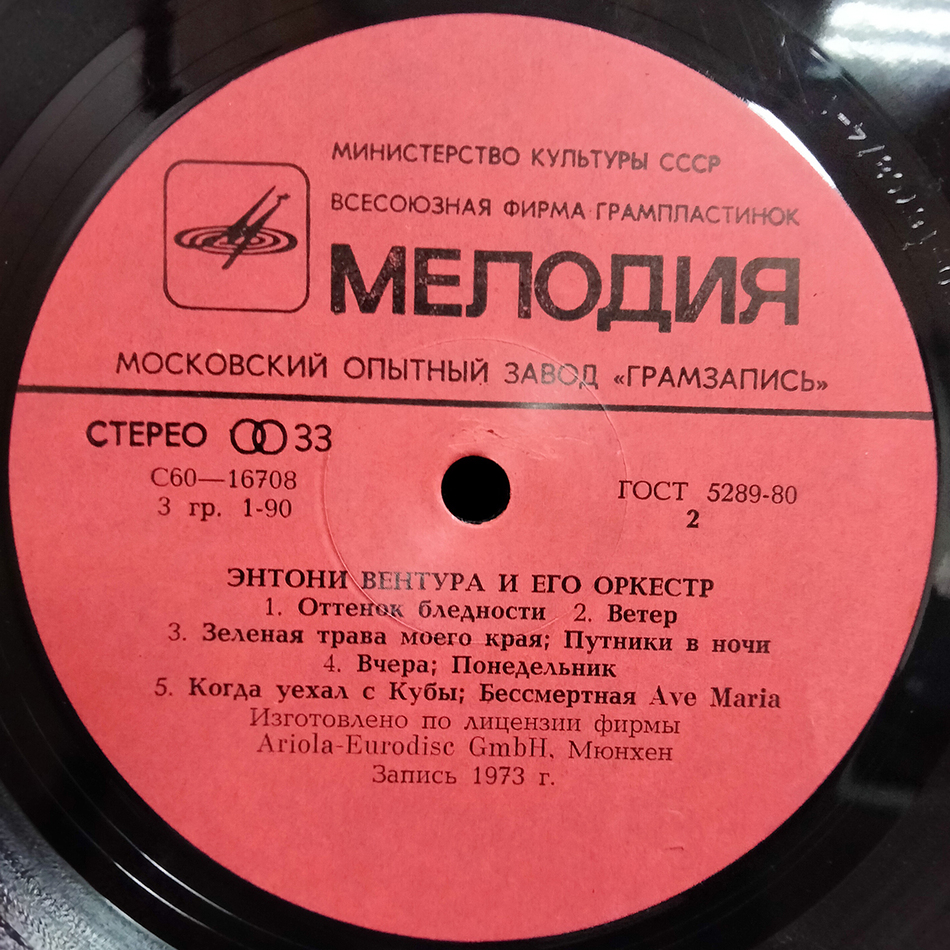 МИНИСТЕРСТВО КУЛЬТУРЫ СССР
ВСЕСОЮЗНАЯ ФИРМА ГРАМПЛАСТИНОК
МЕЛОДИЯ
МОСКОВСКИЙ ОПЫТНЫЙ ЗАВОД «ГРАМЗАПИСЬ»
СТЕРЕО 33
С60—16708
ГОСТ 5289-80
3 гр. 1-90
2
ЭНТОНИ ВЕНТУРА И ЕГО ОРКЕСТР
1. Оттенок бледности 2. Ветер
3. Зеленая трава моего края; Путники в ночи
4. Вчера; Понедельник
5. Когда уехал с Кубы; Бессмертная Ave Maria
Изготовлено по лицензии фирмы
Ariola-Eurodisc GmbH, Мюнхен
Запись 1973 г.